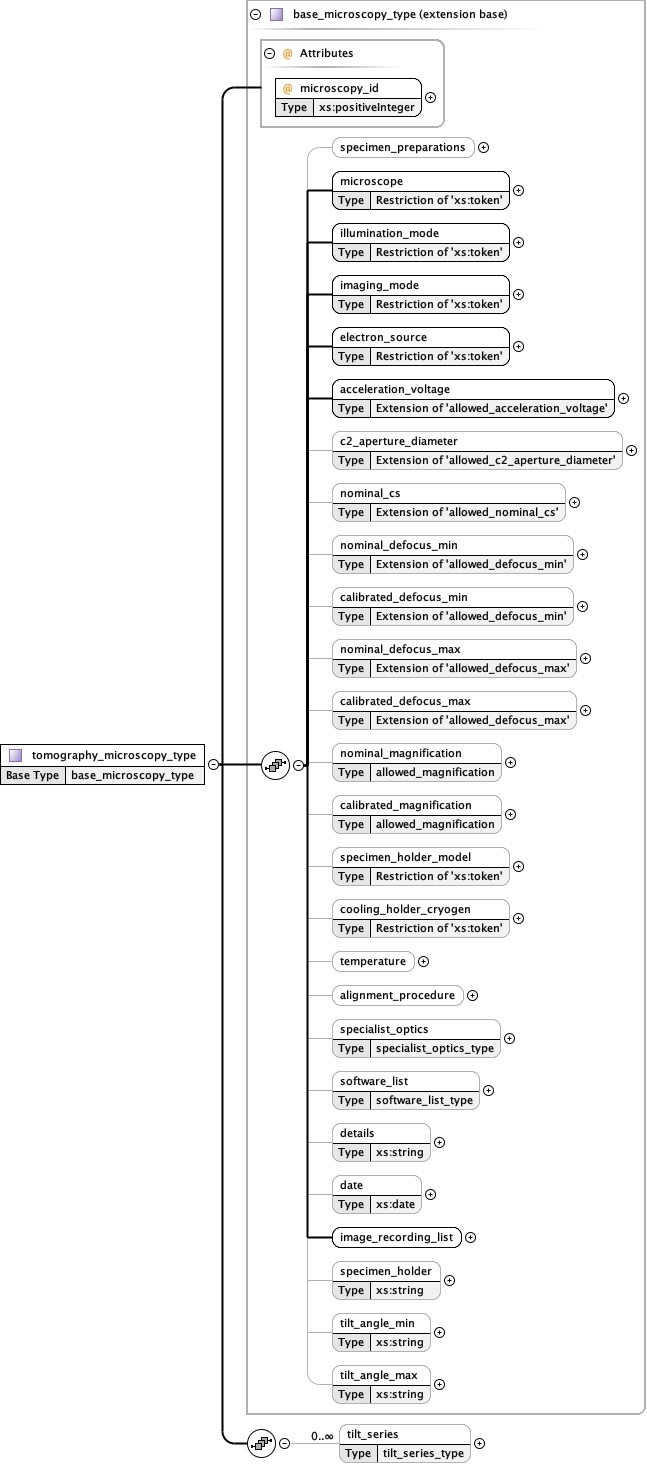 base_microscopy_type (extension base)
@ Attributes
@ microscopy_id
Type xs:positiveInteger
specimen_preparations
microscope
Type Restriction of 'xs:token'
illumination_mode
Type Restriction of 'xs:token'
imaging_mode
Type Restriction of 'xs:token'
electron_source
Type Restriction of 'xs:token'
acceleration_voltage
Type Extension of 'allowed_acceleration_voltage'
c2_aperture_diameter
Type Extension of 'allowed_c2_aperture_diameter'
nominal_cs
Type Extension of 'allowed_nominal_cs'
nominal_defocus_min
Type Extension of 'allowed_defocus_min'
calibrated_defocus_min
Type Extension of 'allowed_defocus_min'
nominal_defocus_max
Type Extension of 'allowed_defocus_max'
calibrated_defocus_max
Type Extension of 'allowed_defocus_max'
tomography_microscopy_type
Base Type base_microscopy_type
nominal_magnification
Type allowed_magnification
calibrated_magnification
Type allowed_magnification
specimen_holder_model
Type Restriction of 'xs:token'
cooling_holder_cryogen
Type Restriction of 'xs:token'
temperature
alignment_procedure
specialist_optics
Type specialist_optics_type
software_list
Type software_list_type
details
Type xs:string
date
Type xs:date
image_recording_list
specimen_holder
Type xs:string
tilt_angle_min
Type xs:string
tilt_angle_max
Type xs:string
0..∞
tilt_series
Type tilt_series_type